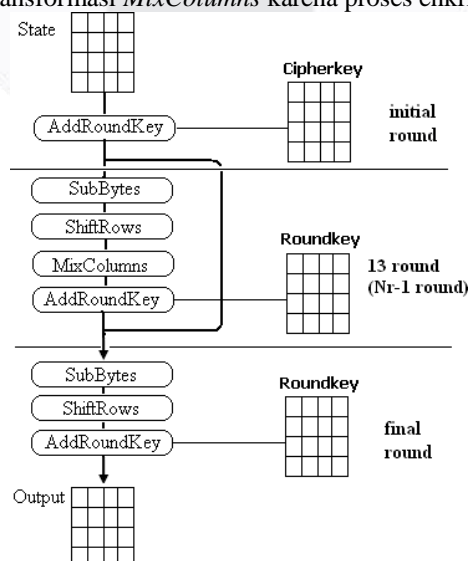 ansformasi MixColumns karena proses enkri
State
Cipherkey
AddRoundKey
initial
round
SubBytes
ShiftRows
MixColumns
AddRoundKey
Roundkey
13 round
(Nr-1 round)
SubBytes
ShiftRows
AddRoundKey
Roundkey
final
round
Output